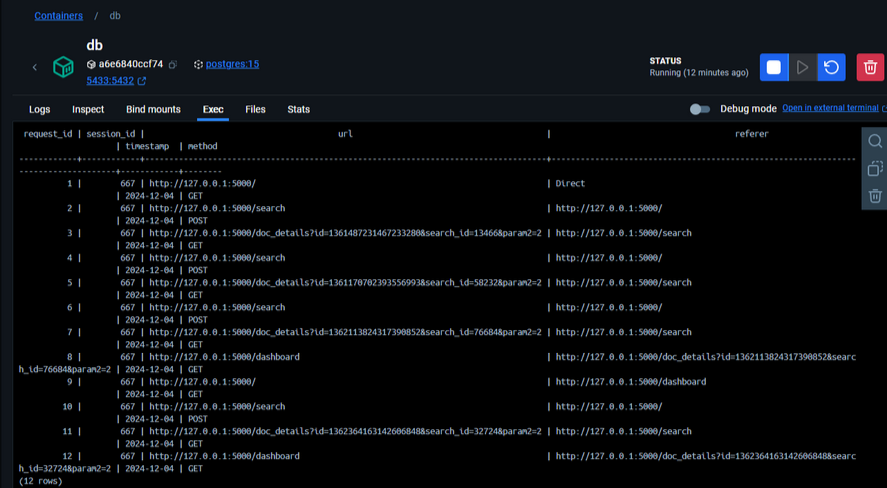 Containers / db
db
a6e6840ccf74 postgres:15
5433:5432
STATUS
Running (12 minutes ago)
Logs Inspect Bind mounts Exec Files Stats Debug mode Open in external terminal
request_id | session_id | url | referer
| timestamp | method
------------+------------+----------------------------------------------------------------------------------+------------------------------------------------------------
---------------------+------------+--------
1 | 667 | http://127.0.0.1:5000/ | Direct
| 2024-12-04 | GET
2 | 667 | http://127.0.0.1:5000/search | http://127.0.0.1:5000/
| 2024-12-04 | POST
3 | 667 | http://127.0.0.1:5000/doc_details?id=1361487231467233280&search_id=13466&param2=2 | http://127.0.0.1:5000/search
| 2024-12-04 | GET
4 | 667 | http://127.0.0.1:5000/search | http://127.0.0.1:5000/
| 2024-12-04 | POST
5 | 667 | http://127.0.0.1:5000/doc_details?id=1361170702393556993&search_id=58232&param2=2 | http://127.0.0.1:5000/search
| 2024-12-04 | GET
6 | 667 | http://127.0.0.1:5000/search | http://127.0.0.1:5000/
| 2024-12-04 | POST
7 | 667 | http://127.0.0.1:5000/doc_details?id=1362113824317390852&search_id=76684&param2=2 | http://127.0.0.1:5000/search
| 2024-12-04 | GET
8 | 667 | http://127.0.0.1:5000/dashboard | http://127.0.0.1:5000/doc_details?id=1362113824317390852&searc
h_id=76684&param2=2 | 2024-12-04 | GET
9 | 667 | http://127.0.0.1:5000/ | http://127.0.0.1:5000/dashboard
| 2024-12-04 | GET
10 | 667 | http://127.0.0.1:5000/search | http://127.0.0.1:5000/
| 2024-12-04 | POST
11 | 667 | http://127.0.0.1:5000/doc_details?id=1362364163142606848&search_id=32724&param2=2 | http://127.0.0.1:5000/search
| 2024-12-04 | GET
12 | 667 | http://127.0.0.1:5000/dashboard | http://127.0.0.1:5000/doc_details?id=1362364163142606848&searc
h_id=32724&param2=2 | 2024-12-04 | GET
(12 rows)